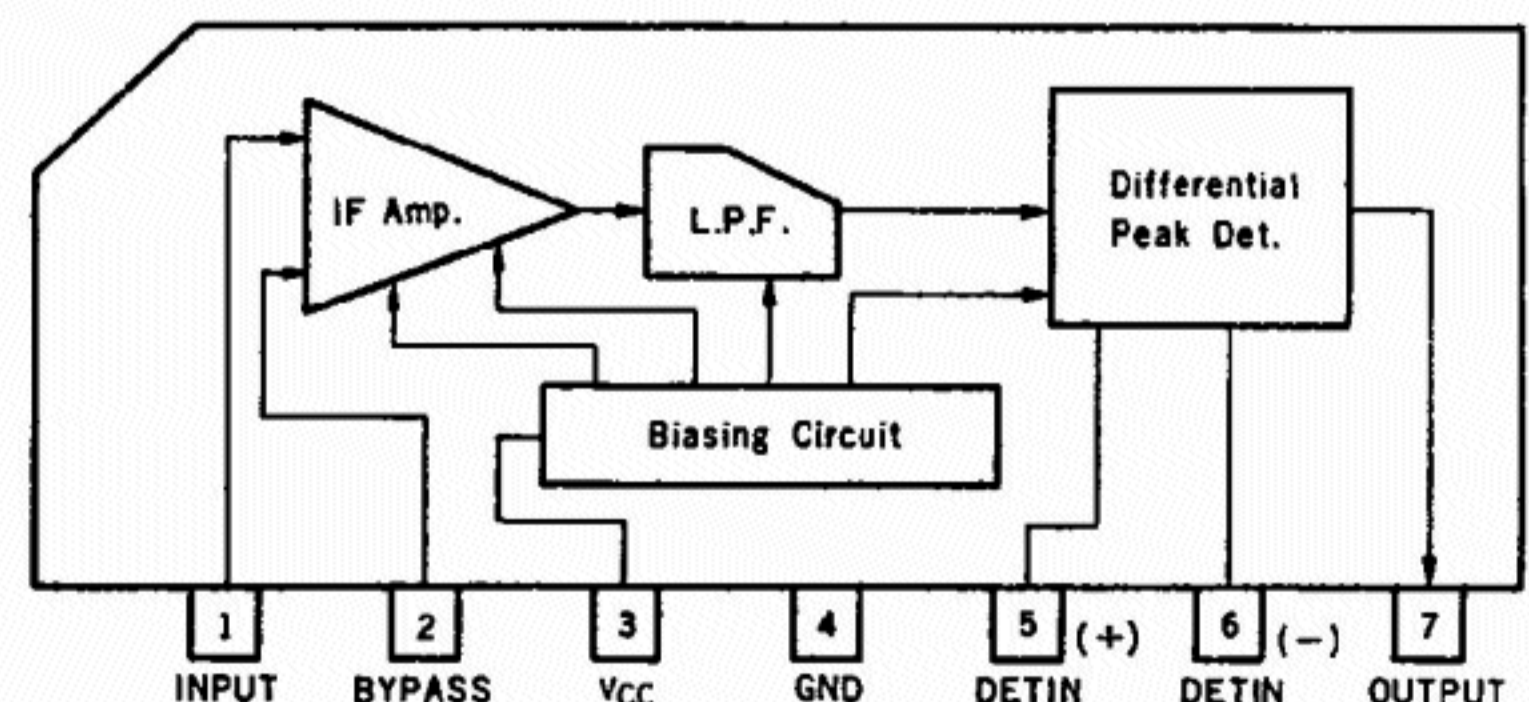 IF Amp.
L.P.F.
Differential
Peak Det.
Biasing Circuit
1 2 3 4 5 (+) 6 (−) 7
INPUT BYPASS VCC GND DETIN DETIN OUTPUT